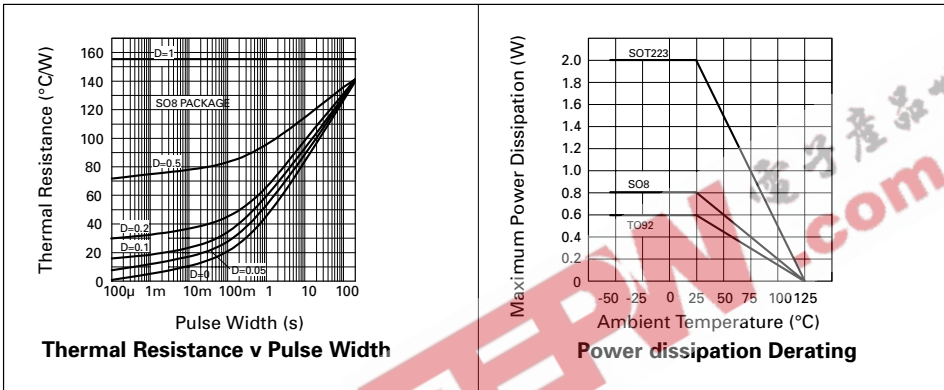 160
140
120
100
80
60
40
20
0
Thermal Resistance (°C/W)
D=1
SO8 PACKAGE
D=0.5
D=0.2
D=0.1
D=0
D=0.05
100µ 1m 10m 100m 1 10 100
Pulse Width (s)
Thermal Resistance v Pulse Width
Maximum Power Dissipation (W)
2.0
1.8
1.6
1.4
1.2
1.0
0.8
0.6
0.4
0.2
0
SOT223
SO8
TO92
-50 -25 0 25 50 75 100 125
Ambient Temperature (°C)
Power dissipation Derating
電子產品
.com